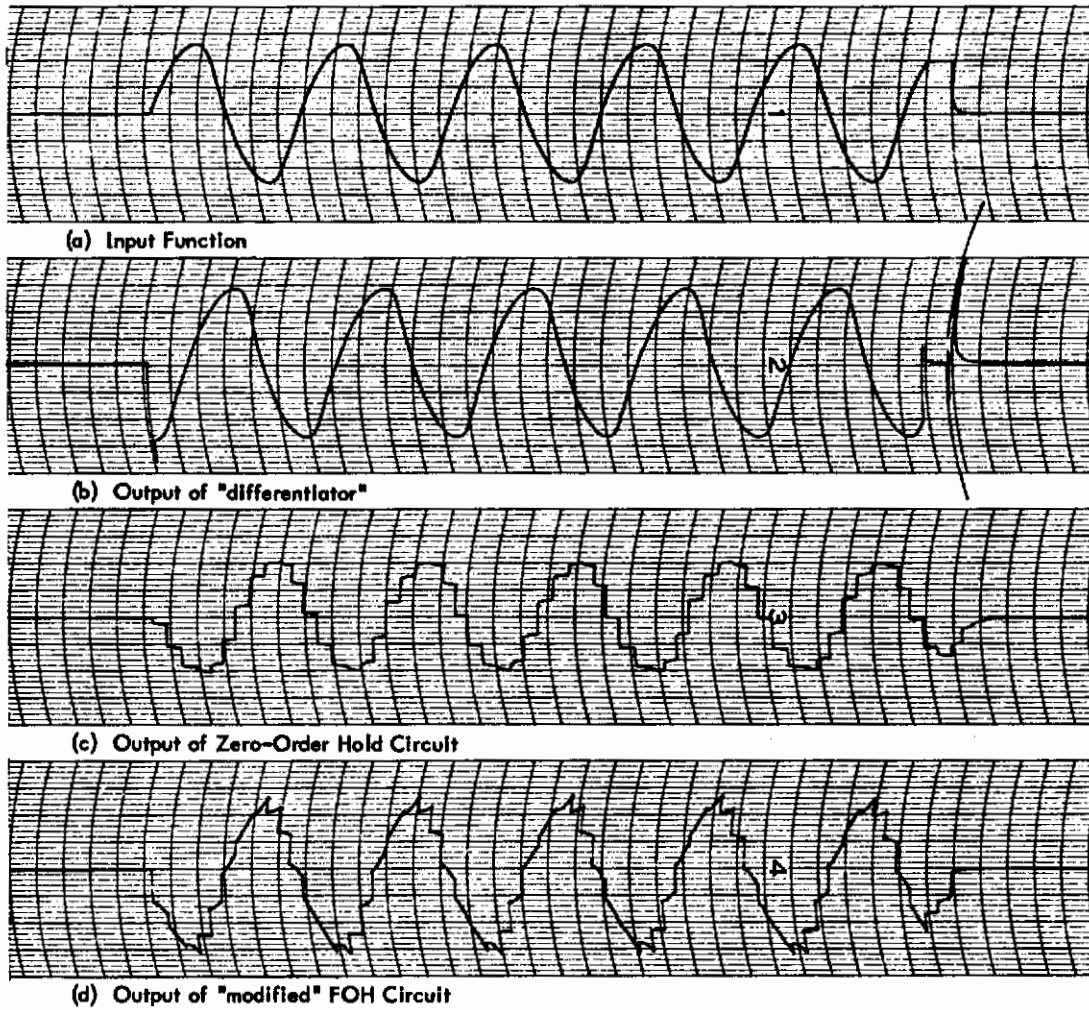 1
(a) Input Function
2
(b) Output of "differentiator"
3
(c) Output of Zero-Order Hold Circuit
4
(d) Output of "modified" FOH Circuit